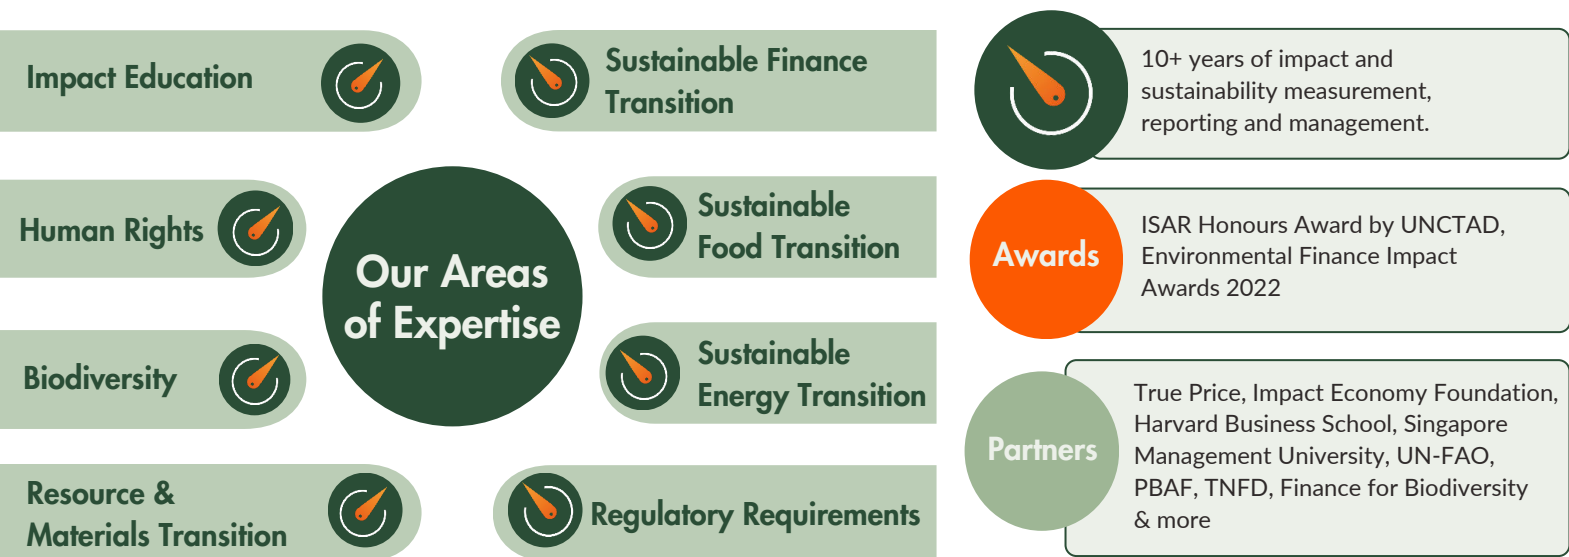 Impact Education
Human Rights
Biodiversity
Resource &
Materials Transition
Our Areas
of Expertise
Sustainable Finance
Transition
Sustainable
Food Transition
Sustainable
Energy Transition
Regulatory Requirements
10+ years of impact and
sustainability measurement,
reporting and management.
Awards
ISAR Honours Award by UNCTAD,
Environmental Finance Impact
Awards 2022
Partners
True Price, Impact Economy Foundation,
Harvard Business School, Singapore
Management University, UN-FAO,
PBAF, TNFD, Finance for Biodiversity
& more